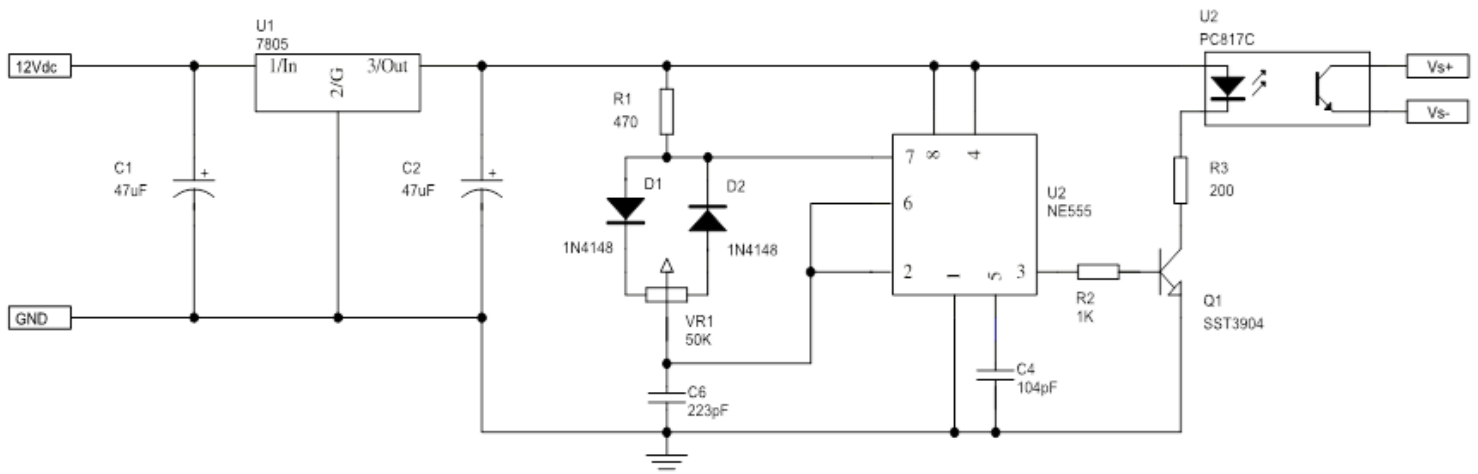 U1
7805
12Vdc
1/In
2/G
3/Out
U2
PC817C
Vs+
Vs-
R1
470
C1
47uF
C2
47uF
D1
1N4148
D2
1N4148
7
8
4
6
2
1
5
3
U2
NE555
R3
200
R2
1K
Q1
SST3904
GND
VR1
50K
C6
223pF
C4
104pF